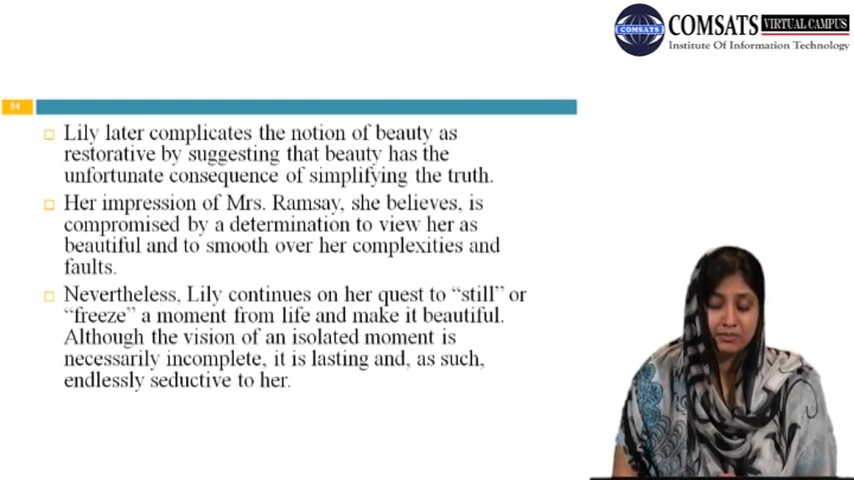 COMSATS VIRTUAL CAMPUS
COMSATS
Institute Of Information Technology
54
Lily later complicates the notion of beauty as
restorative by suggesting that beauty has the
unfortunate consequence of simplifying the truth.
Her impression of Mrs. Ramsay, she believes, is
compromised by a determination to view her as
beautiful and to smooth over her complexities and
faults.
Nevertheless, Lily continues on her quest to “still” or
“freeze” a moment from life and make it beautiful.
Although the vision of an isolated moment is
necessarily incomplete, it is lasting and, as such,
endlessly seductive to her.